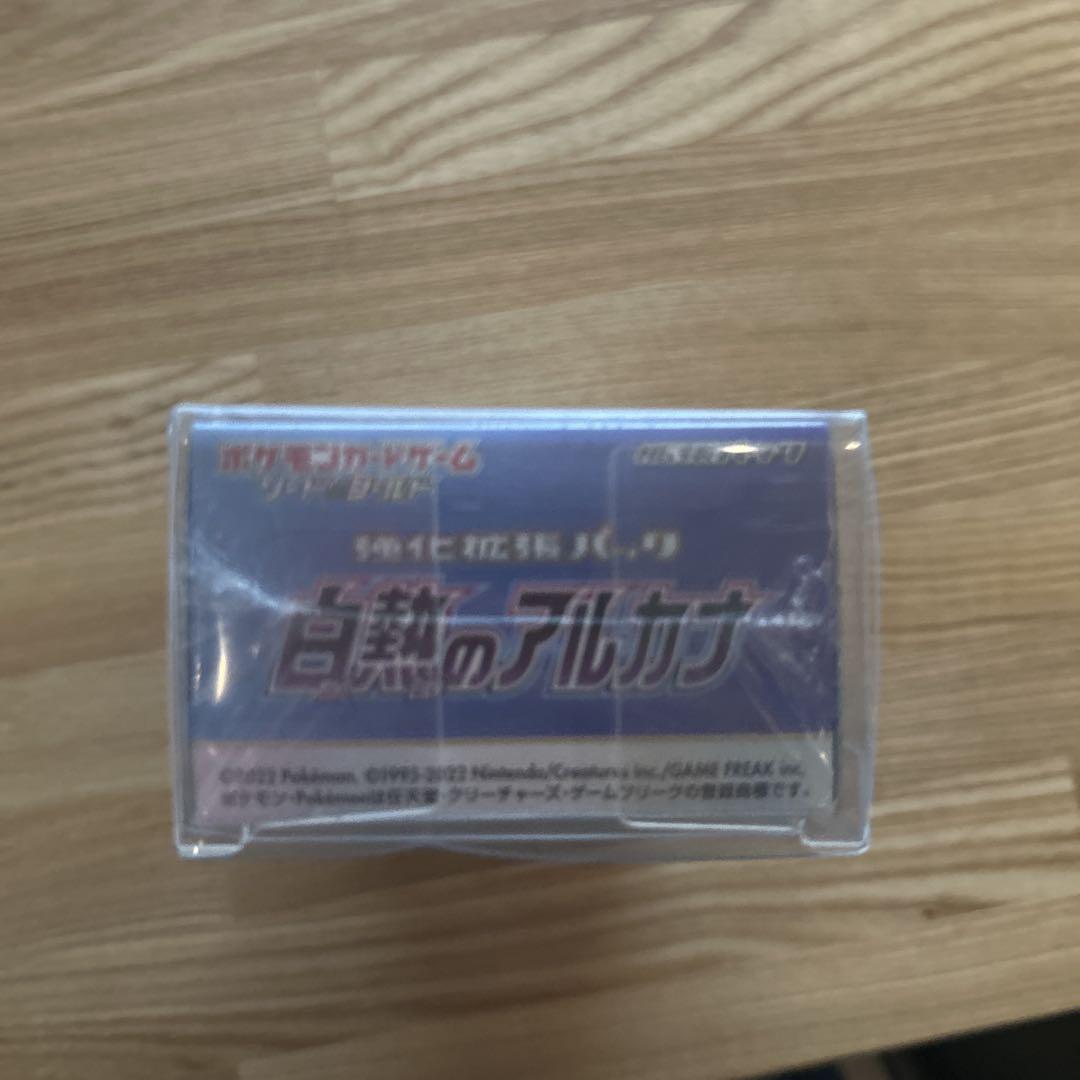 ポケモンカードゲーム
ソード&シールド
強化拡張パック
白熱のアルカナ
©2022 Pokémon. ©1995-2022 Nintendo/Creatures Inc./GAME FREAK inc.
ポケモン・Pokémonは任天堂・クリーチャーズ・ゲームフリークの登録商標です。